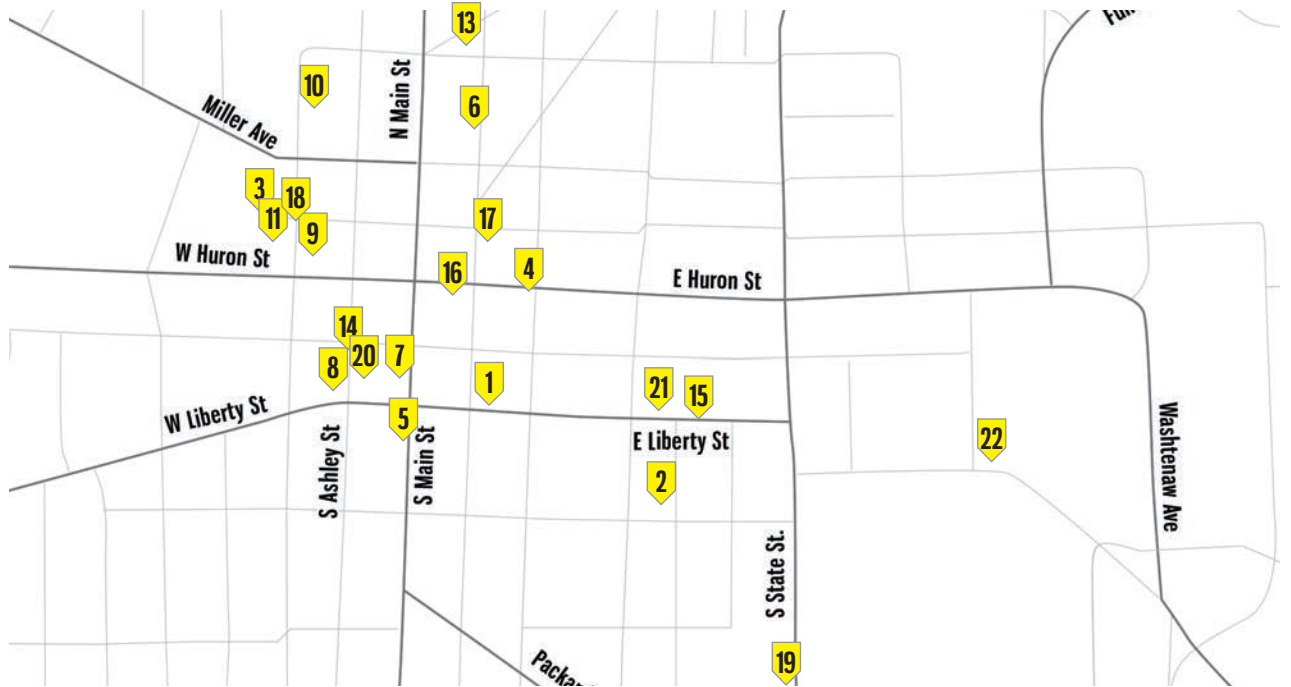 13
10
6
N Main St
Miller Ave
3
18
11
9
17
W Huron St
16
4
E Huron St
14
20
7
8
1
21
15
5
W Liberty St
E Liberty St
22
S Ashley St
S Main St
2
Washtenaw Ave
S State St.
19